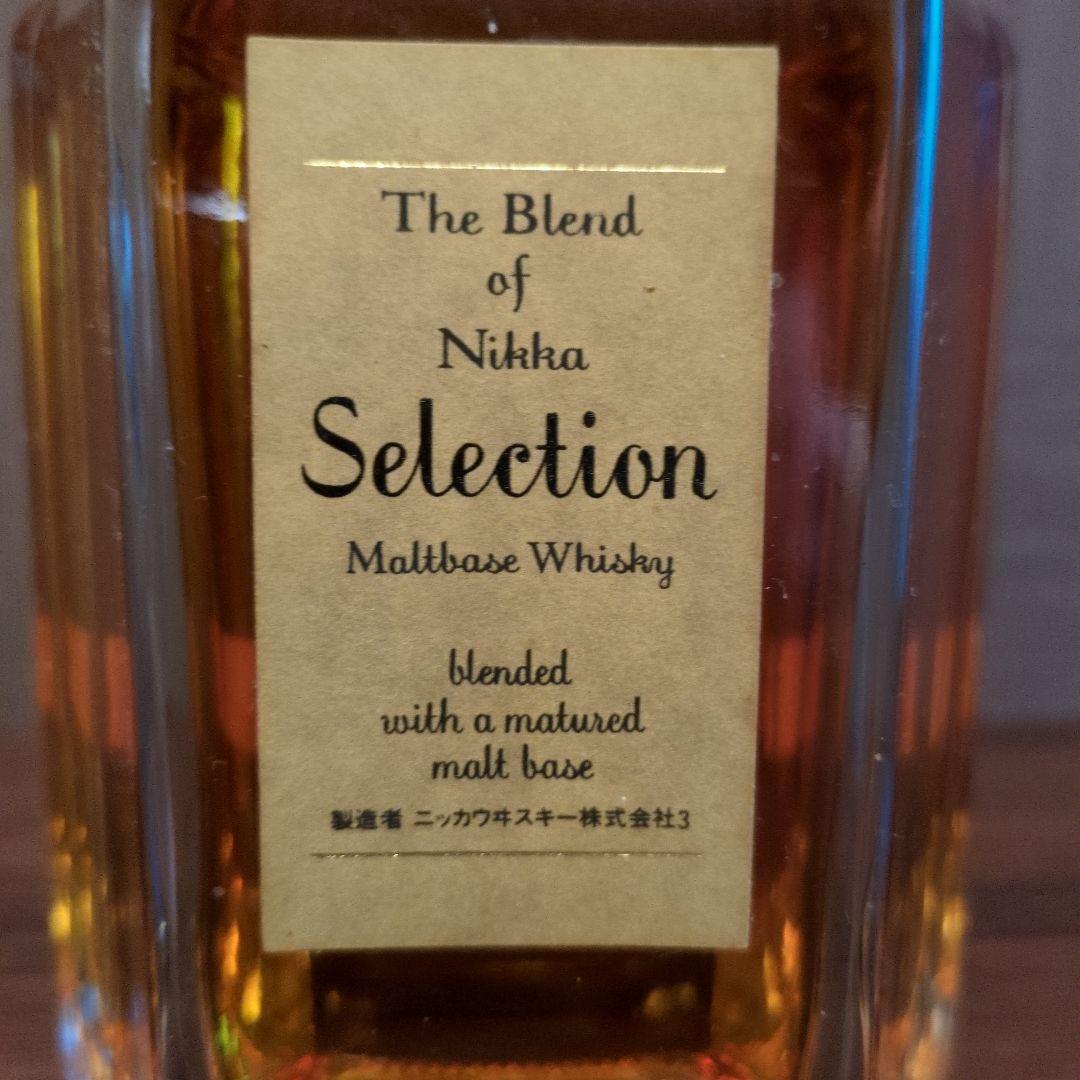 The Blend
of
Nikka
Selection
Maltbase Whisky
blended
with a matured
malt base
製造者 ニッカウヰスキー株式会社3